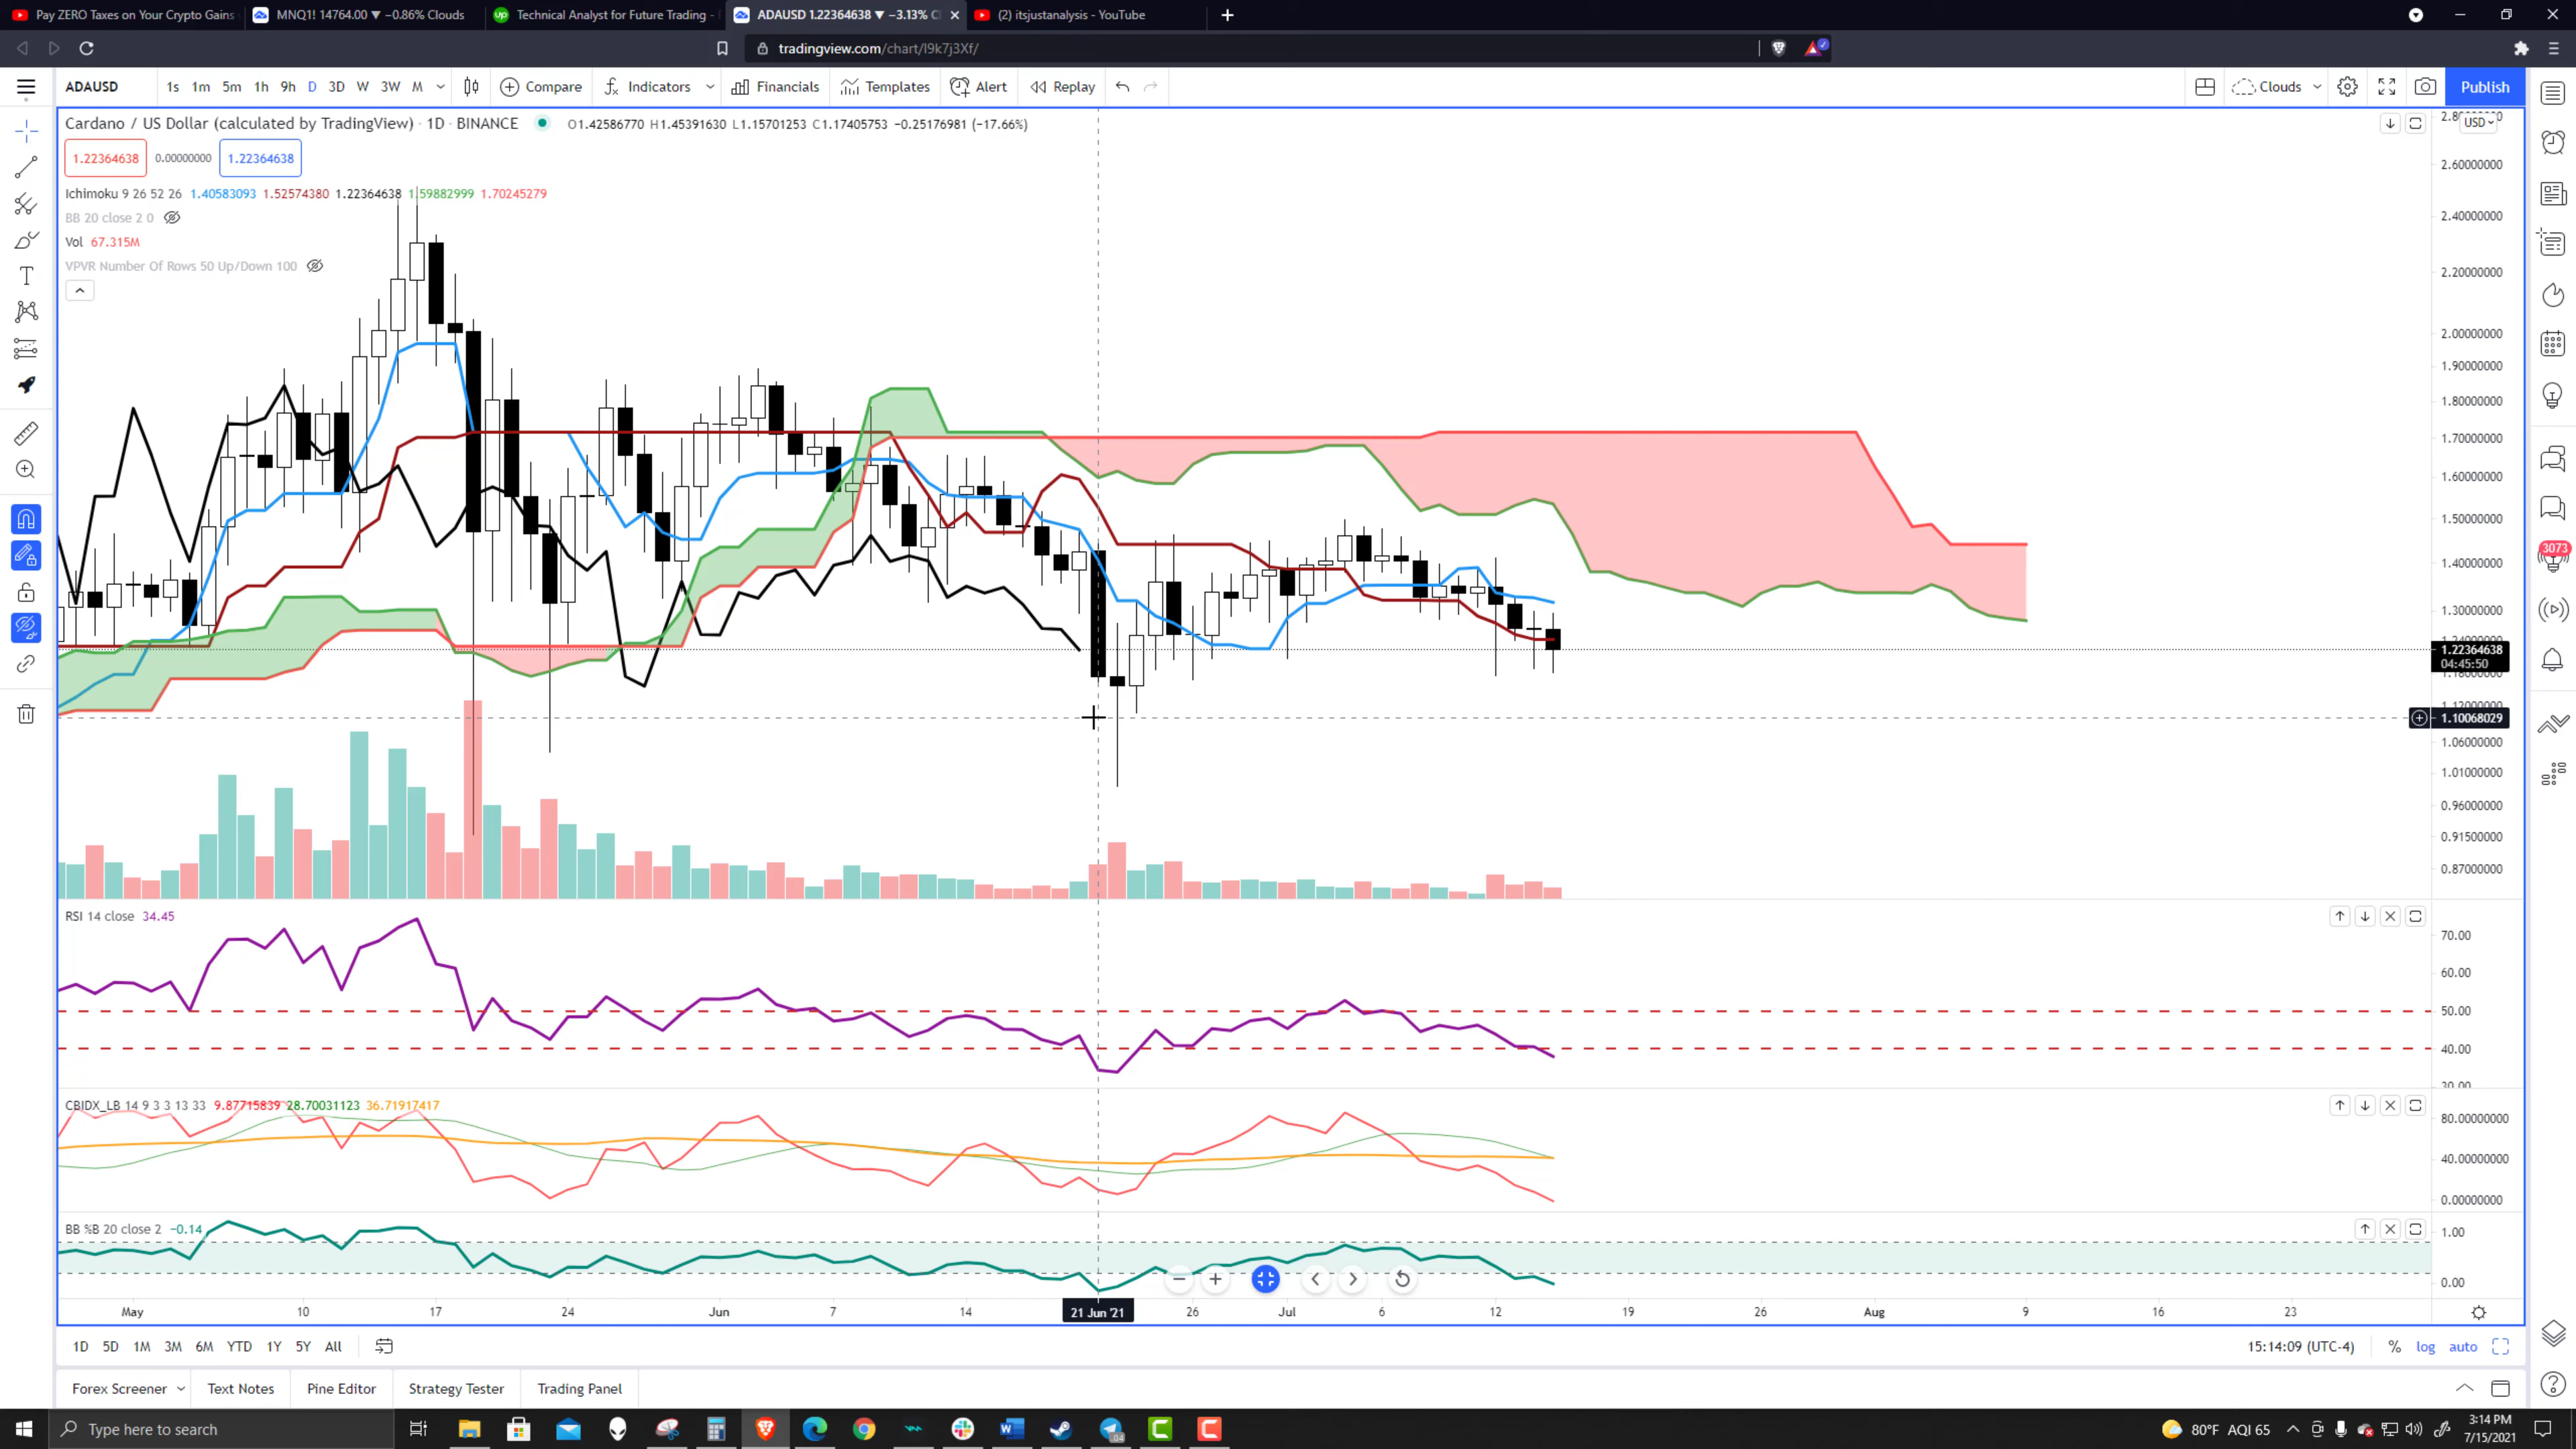 Pay ZERO Taxes on Your Crypto Gains
MNQ1! 14764.00 ▼ −0.86% Clouds
Technical Analyst for Future Trading -
ADAUSD 1.22364638 ▼ −3.13% C
(2) itsjustanalysis - YouTube
tradingview.com/chart/l9k7j3Xf/
ADAUSD 1s 1m 5m 1h 9h D 3D W 3W M Compare Indicators Financials Templates Alert Replay Clouds Publish
Cardano / US Dollar (calculated by TradingView) · 1D · BINANCE O1.42586770 H1.45391630 L1.15701253 C1.17405753 −0.25176981 (−17.66%)
USD
1.22364638 0.00000000 1.22364638
Ichimoku 9 26 52 26 1.40583093 1.52574380 1.22364638 1.59882999 1.70245279
BB 20 close 2 0
Vol 67.315M
VPVR Number Of Rows 50 Up/Down 100
2.60000000
2.40000000
2.20000000
2.00000000
1.90000000
1.80000000
1.70000000
1.60000000
1.50000000
1.40000000
1.30000000
1.24000000
1.22364638
04:45:50
1.18000000
1.12000000
1.10068029
1.06000000
1.01000000
0.96000000
0.91500000
0.87000000
3073
RSI 14 close 34.45
70.00
60.00
50.00
40.00
30.00
CBIDX_LB 14 9 3 3 13 33 9.87715839 28.70031123 36.71917417
80.00000000
40.00000000
0.00000000
BB %B 20 close 2 −0.14
1.00
0.00
May 10 17 24 Jun 7 14 21 Jun '21 26 Jul 6 12 19 26 Aug 9 16 23
1D 5D 1M 3M 6M YTD 1Y 5Y All 15:14:09 (UTC-4) % log auto
Forex Screener Text Notes Pine Editor Strategy Tester Trading Panel
Type here to search
80°F AQI 65
3:14 PM
7/15/2021